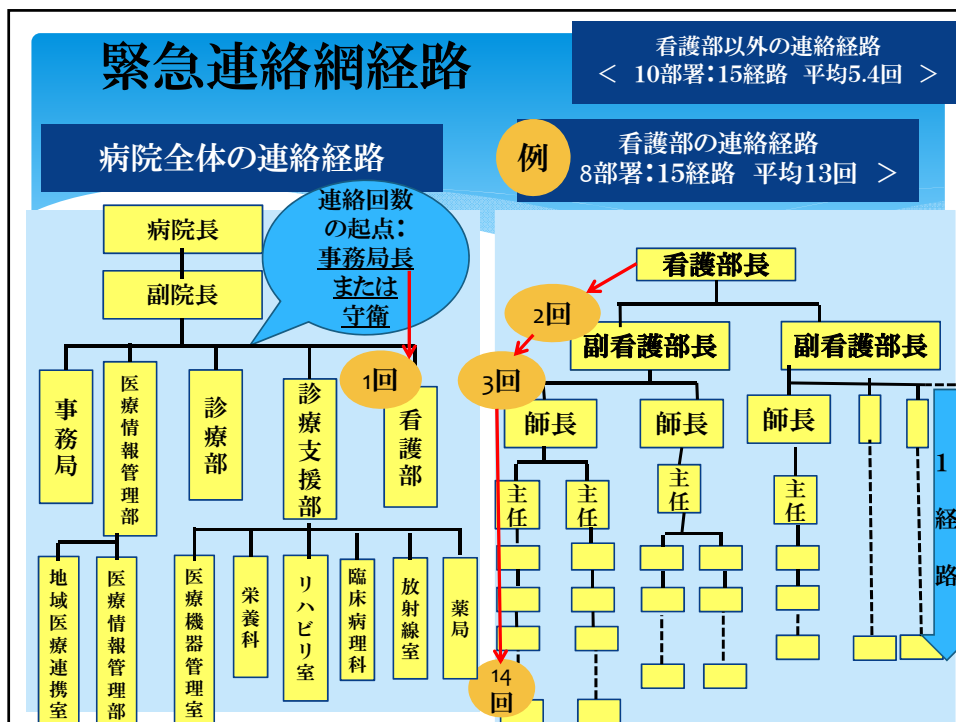 緊急連絡網経路
看護部以外の連絡経路
< 10部署:15経路 平均5.4回 >
病院全体の連絡経路
例
看護部の連絡経路
8部署:15経路 平均13回 >
連絡回数
の起点:
事務局長
または
守衛
病院長
副院長
1回
事務局
医療情報管理部
診療部
診療支援部
看護部
地域医療連携室
医療情報管理部
医療機器管理室
栄養科
リハビリ室
臨床病理科
放射線室
薬局
看護部長
2回
副看護部長
副看護部長
3回
師長
師長
師長
主任
主任
主任
主任
1経路
14
回